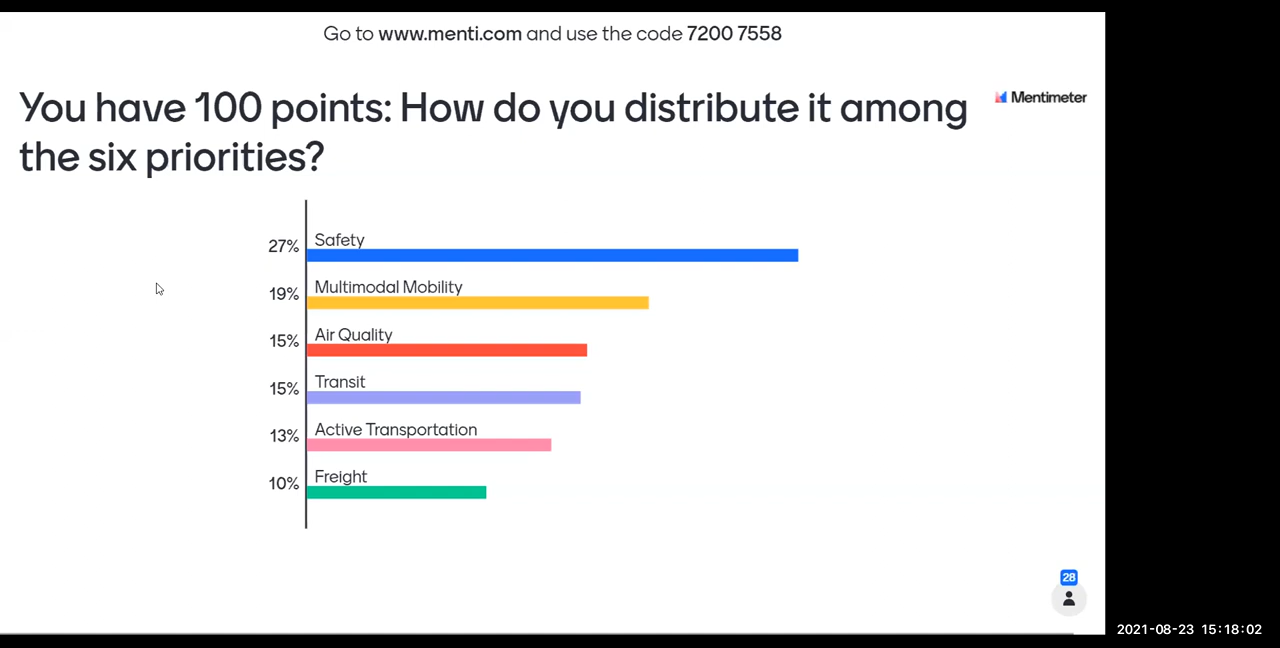 Go to www.menti.com and use the code 7200 7558
You have 100 points: How do you distribute it among
the six priorities?
Mentimeter
27% Safety
19% Multimodal Mobility
15% Air Quality
15% Transit
13% Active Transportation
10% Freight
28
2021-08-23 15:18:02